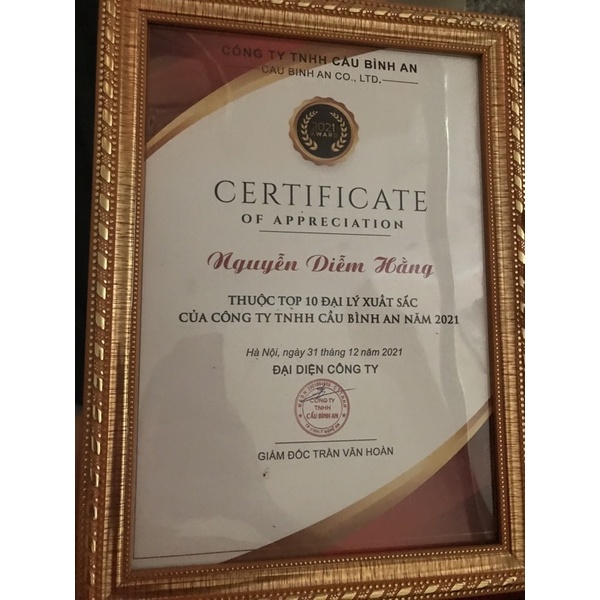 CÔNG TY TNHH CẦU BÌNH AN
CAU BINH AN CO., LTD.
2021
AWARD
CERTIFICATE
OF APPRECIATION
Nguyễn Diễm Hằng
THUỘC TOP 10 ĐẠI LÝ XUẤT SẮC
CỦA CÔNG TY TNHH CẦU BÌNH AN NĂM 2021
Hà Nội, ngày 31 tháng 12 năm 2021
ĐẠI DIỆN CÔNG TY
CÔNG TY
TNHH
CẦU BÌNH AN
GIÁM ĐỐC TRẦN VĂN HOÀN